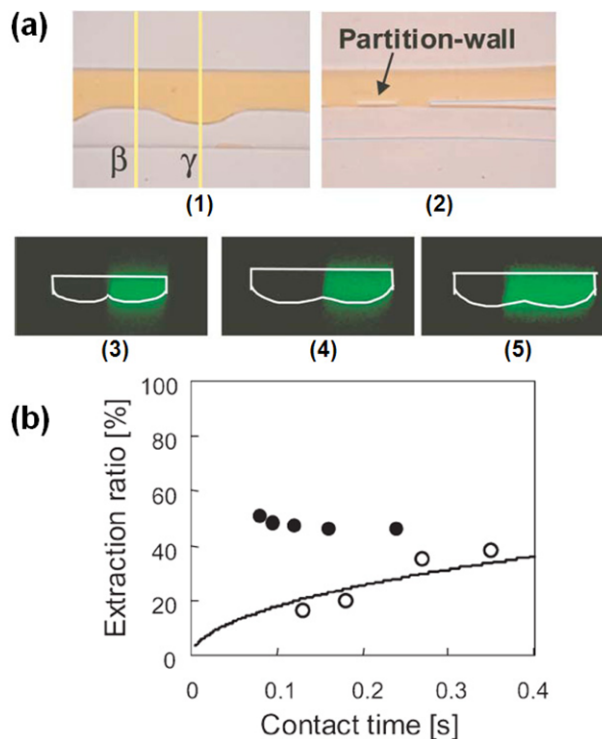 (a)
Partition-wall
β γ
(1) (2)
(3) (4) (5)
(b)
Extraction ratio [%]
100
80
60
40
20
0
0 0.1 0.2 0.3 0.4
Contact time [s]